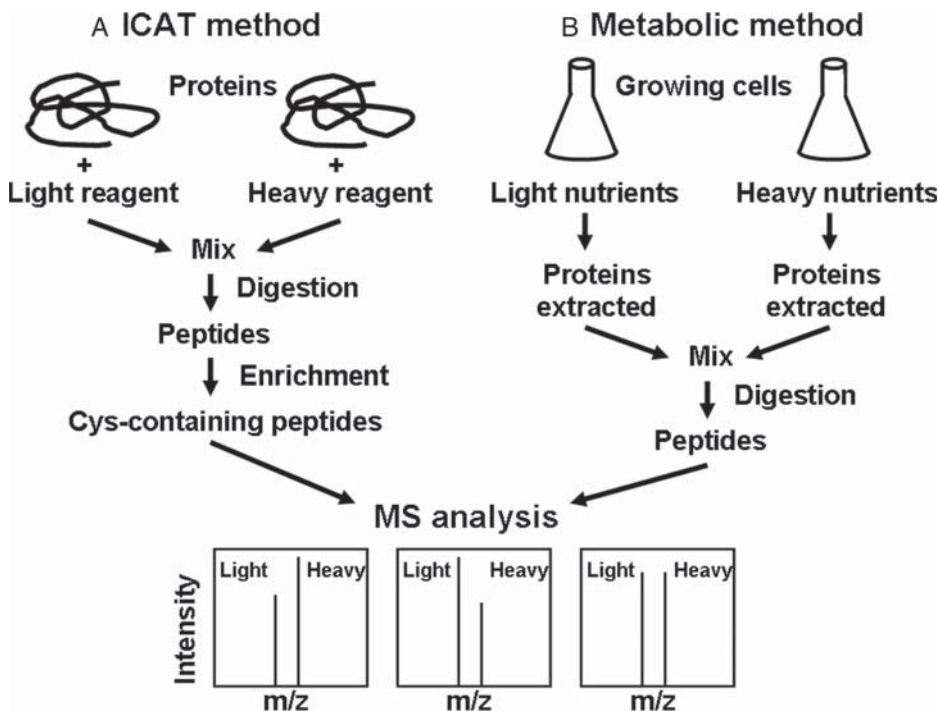 A ICAT method
Proteins
+
+
Light reagent
Heavy reagent
Mix
Digestion
Peptides
Enrichment
Cys-containing peptides
B Metabolic method
Growing cells
Light nutrients
Heavy nutrients
Proteins
extracted
Proteins
extracted
Mix
Digestion
Peptides
MS analysis
Intensity
Light
Heavy
m/z
Light
Heavy
m/z
Light
Heavy
m/z